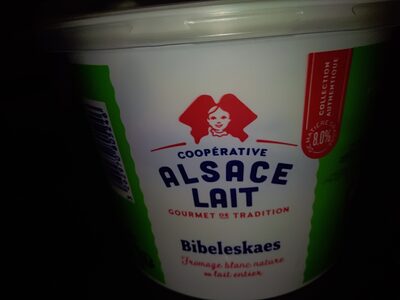 COOPÉRATIVE
ALSACE
LAIT
GOURMET DE TRADITION
Bibeleskaes
Fromage blanc nature
au lait entier
COLLECTION
AUTHENTIQUE
8.0%